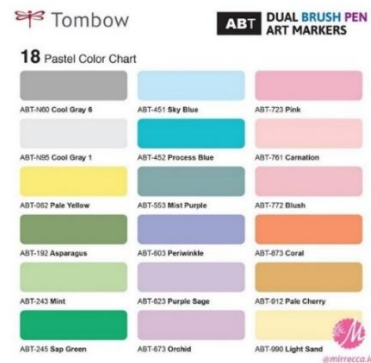 Tombow
ABT DUAL BRUSH PEN
ART MARKERS
18 Pastel Color Chart
ABT-N60 Cool Gray 6
ABT-451 Sky Blue
ABT-723 Pink
ABT-N95 Cool Gray 1
ABT-452 Process Blue
ABT-761 Carnation
ABT-062 Pale Yellow
ABT-553 Mist Purple
ABT-772 Blush
ABT-192 Asparagus
ABT-603 Periwinkle
ABT-873 Coral
ABT-243 Mint
ABT-623 Purple Sage
ABT-912 Pale Cherry
ABT-245 Sap Green
ABT-673 Orchid
ABT-990 Light Sand
M
@mirrecca.i